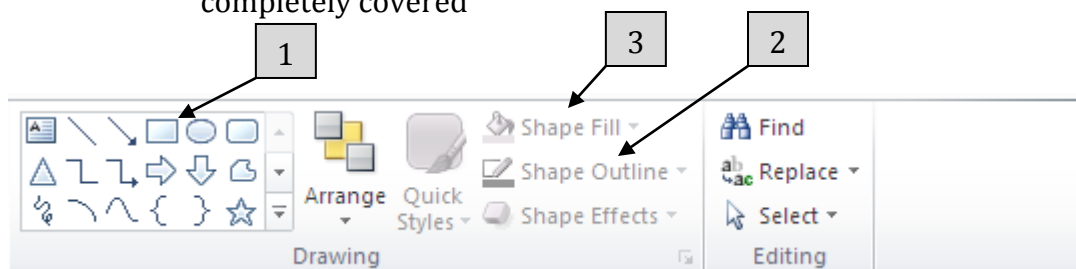 completely covered
1
3
2
Shape Fill
Find
Shape Outline
Replace
Arrange
Quick
Styles
Shape Effects
Select
Drawing
Editing